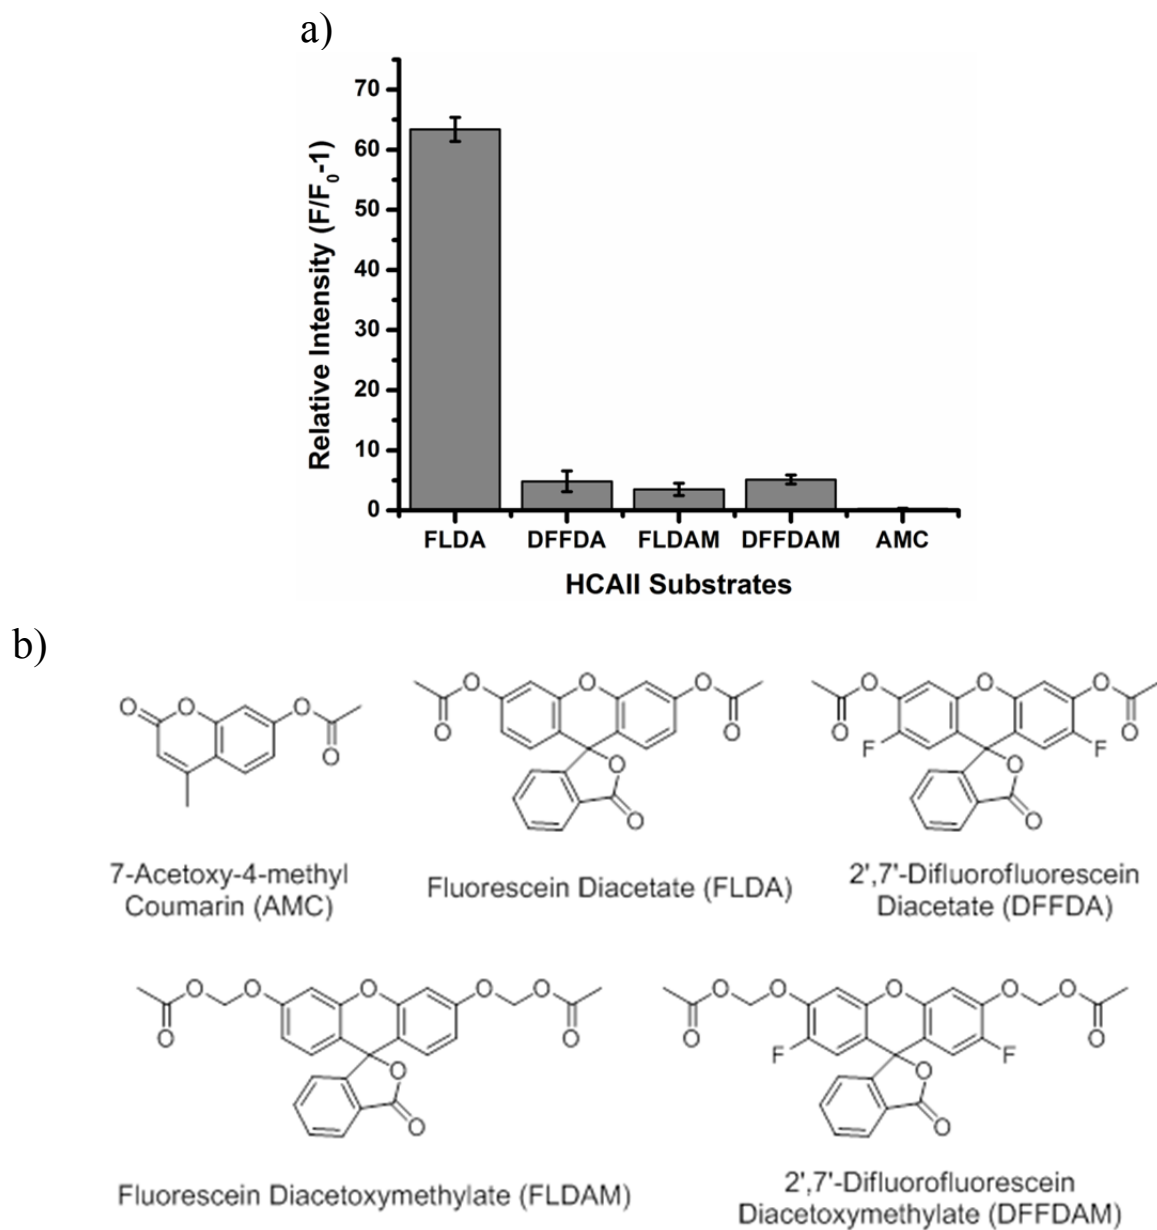 a)
70
60
50
40
30
20
10
0
Relative Intensity (F/F0-1)
FLDA DFFDA FLDAM DFFDAM AMC
HCAII Substrates
b)
O O O O
O O O O O O O
O O O O O O F F O
7-Acetoxy-4-methyl
Coumarin (AMC)
Fluorescein Diacetate (FLDA)
2',7'-Difluorofluorescein
Diacetate (DFFDA)
O O O O O O O O O
O O O O O F F O O O O
Fluorescein Diacetoxymethylate (FLDAM)
2',7'-Difluorofluorescein
Diacetoxymethylate (DFFDAM)